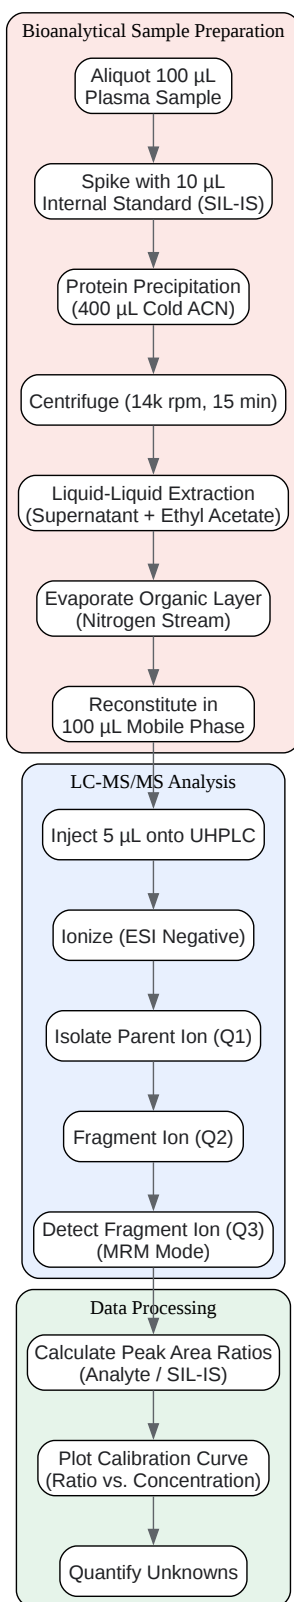 Bioanalytical Sample Preparation
Aliquot 100 µL
Plasma Sample
Spike with 10 µL
Internal Standard (SIL-IS)
Protein Precipitation
(400 µL Cold ACN)
Centrifuge (14k rpm, 15 min)
Liquid-Liquid Extraction
(Supernatant + Ethyl Acetate)
Evaporate Organic Layer
(Nitrogen Stream)
Reconstitute in
100 µL Mobile Phase
LC-MS/MS Analysis
Inject 5 µL onto UHPLC
Ionize (ESI Negative)
Isolate Parent Ion (Q1)
Fragment Ion (Q2)
Detect Fragment Ion (Q3)
(MRM Mode)
Data Processing
Calculate Peak Area Ratios
(Analyte / SIL-IS)
Plot Calibration Curve
(Ratio vs. Concentration)
Quantify Unknowns